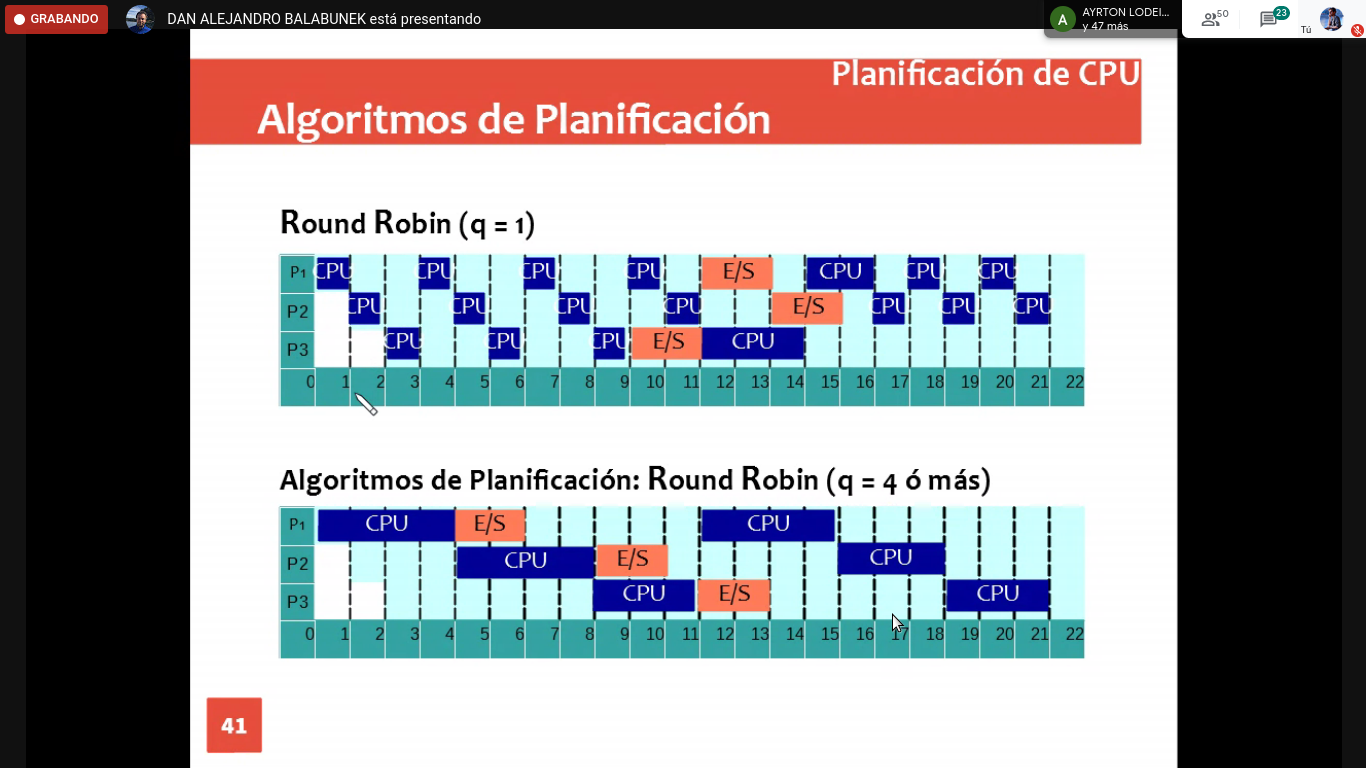 GRABANDO
DAN ALEJANDRO BALABUNEK está presentando
A
AYRTON LODEI...
y 47 más
50
23
Tú
Planificación de CPU
Algoritmos de Planificación
Round Robin (q = 1)
P1 CPU CPU CPU CPU E/S CPU CPU CPU
P2 CPU CPU CPU CPU E/S CPU CPU CPU
P3 CPU CPU CPU E/S CPU
0 1 2 3 4 5 6 7 8 9 10 11 12 13 14 15 16 17 18 19 20 21 22
Algoritmos de Planificación: Round Robin (q = 4 ó más)
P1 CPU E/S CPU
P2 CPU E/S CPU
P3 CPU E/S CPU
0 1 2 3 4 5 6 7 8 9 10 11 12 13 14 15 16 17 18 19 20 21 22
41